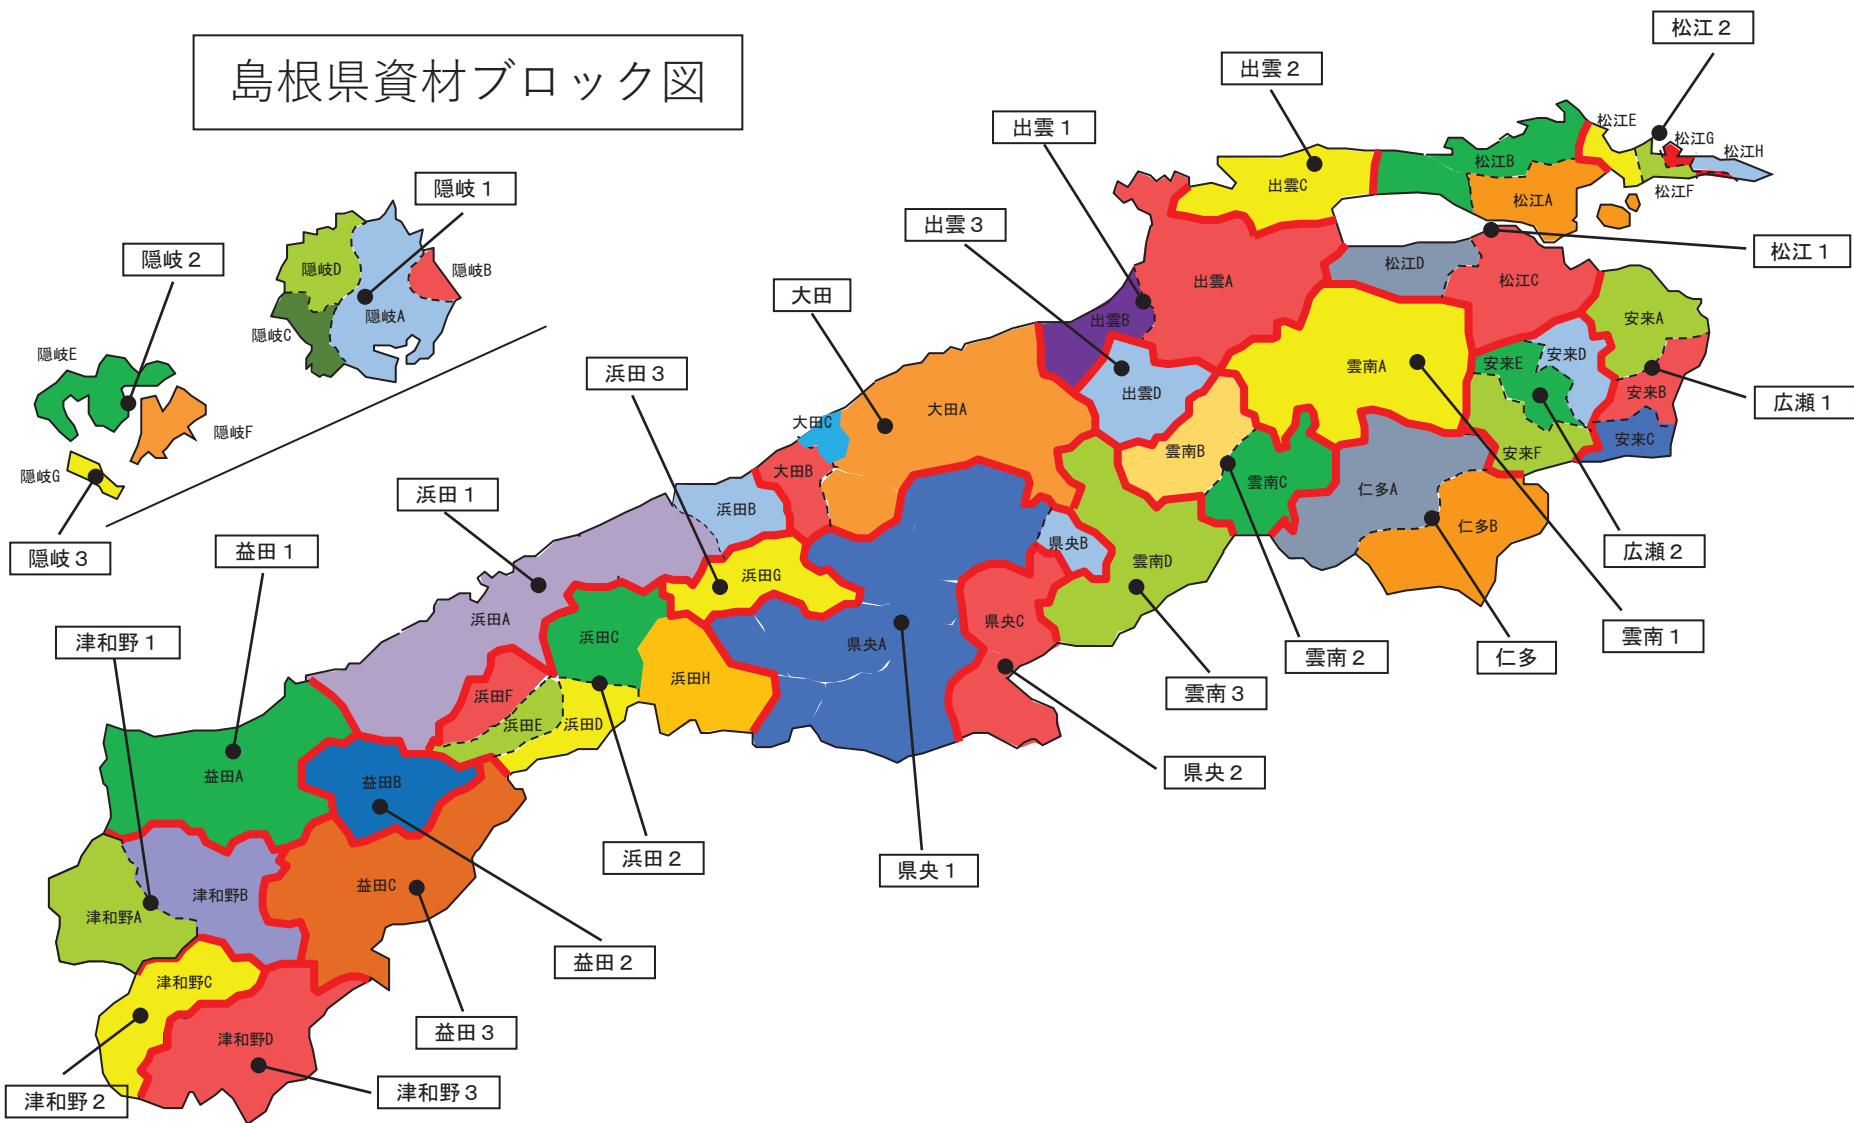 島根県資材ブロック図
松江２
出雲２
出雲１
松江E
松江G
松江H
松江B
松江F
松江A
出雲C
隠岐１
出雲３
松江１
隠岐２
隠岐D
隠岐B
隠岐A
隠岐C
大田
出雲A
松江D
松江C
出雲B
安来A
隠岐E
浜田３
出雲D
雲南A
安来E
安来D
安来B
広瀬１
大田A
大田C
隠岐F
安来C
雲南B
安来F
隠岐G
大田B
浜田１
雲南C
仁多A
浜田B
仁多B
隠岐３
益田１
県央B
雲南D
広瀬２
浜田G
浜田A
県央C
津和野１
浜田C
県央A
雲南２
仁多
雲南１
浜田H
雲南３
浜田F
浜田E
浜田D
益田A
益田B
県央２
浜田２
県央１
益田C
津和野B
津和野A
益田２
津和野C
益田３
津和野D
津和野２
津和野３